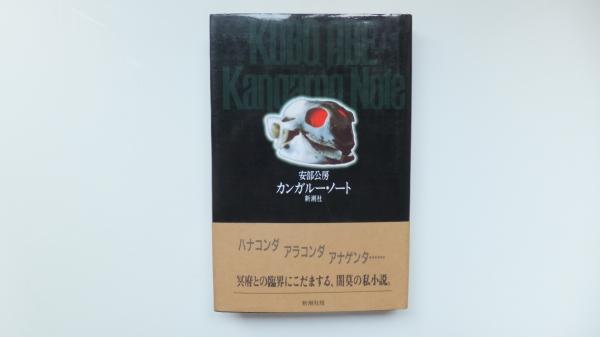 KOBO ABE
Kangaroo Note
安部公房
カンガルー・ノート
新潮社
ハナコンダ アラコンダ アナゲンタ……
冥府との臨界にこだまする、闇莫の私小説。
新潮社版